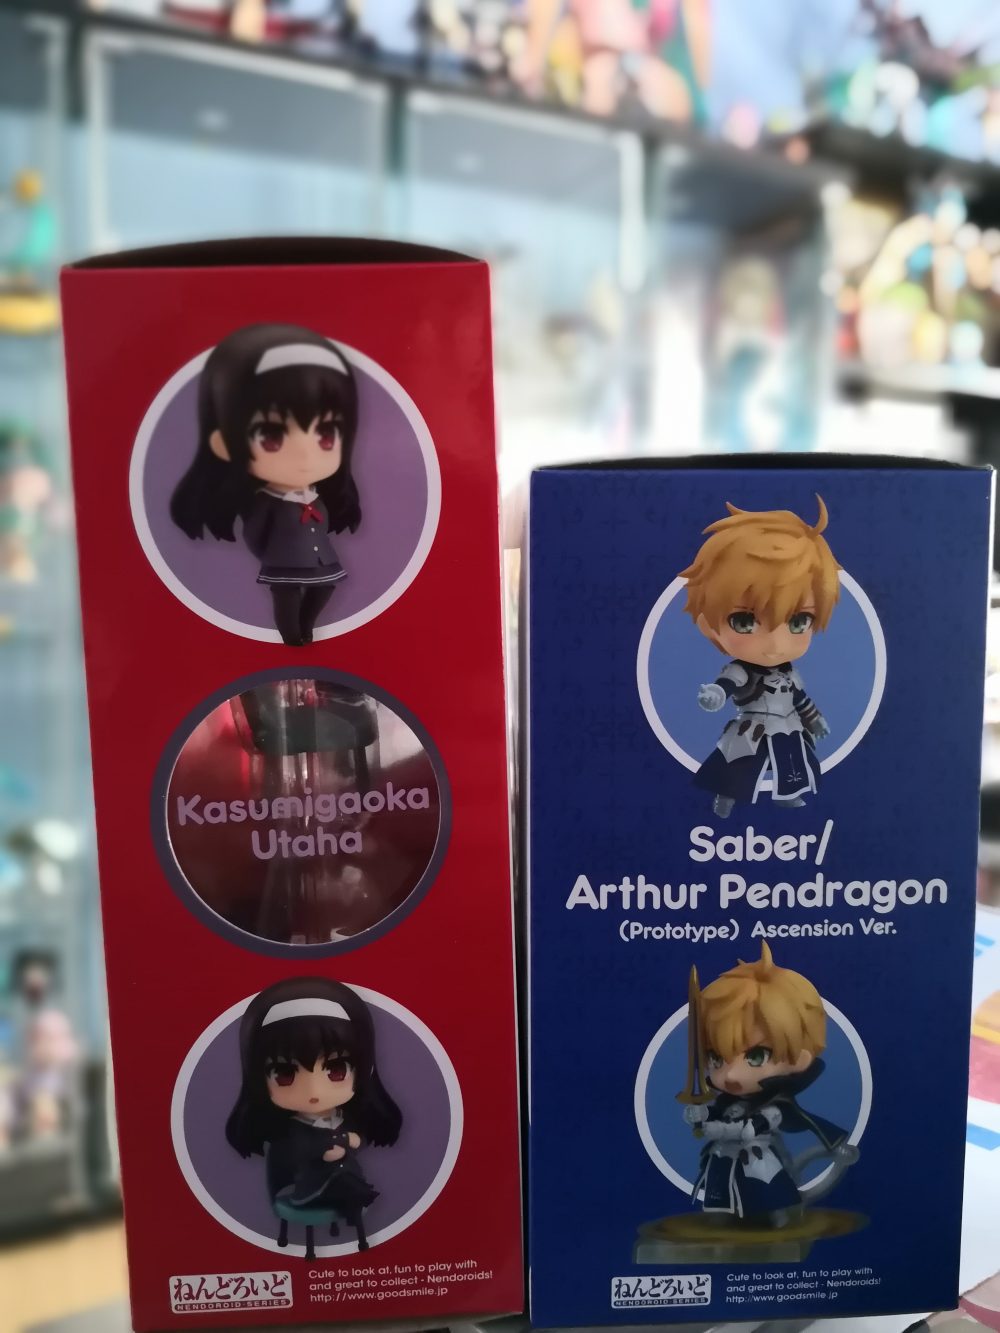 Kasumigaoka
Utaha
ねんどろいど
NENDOROID SERIES
Cute to look at, fun to play with
and great to collect - Nendoroids!
http://www.goodsmile.jp
Saber/
Arthur Pendragon
(Prototype) Ascension Ver.
ねんどろいど
NENDOROID SERIES
Cute to look at, fun to play with
and great to collect - Nendoroids!
http://www.goodsmile.jp